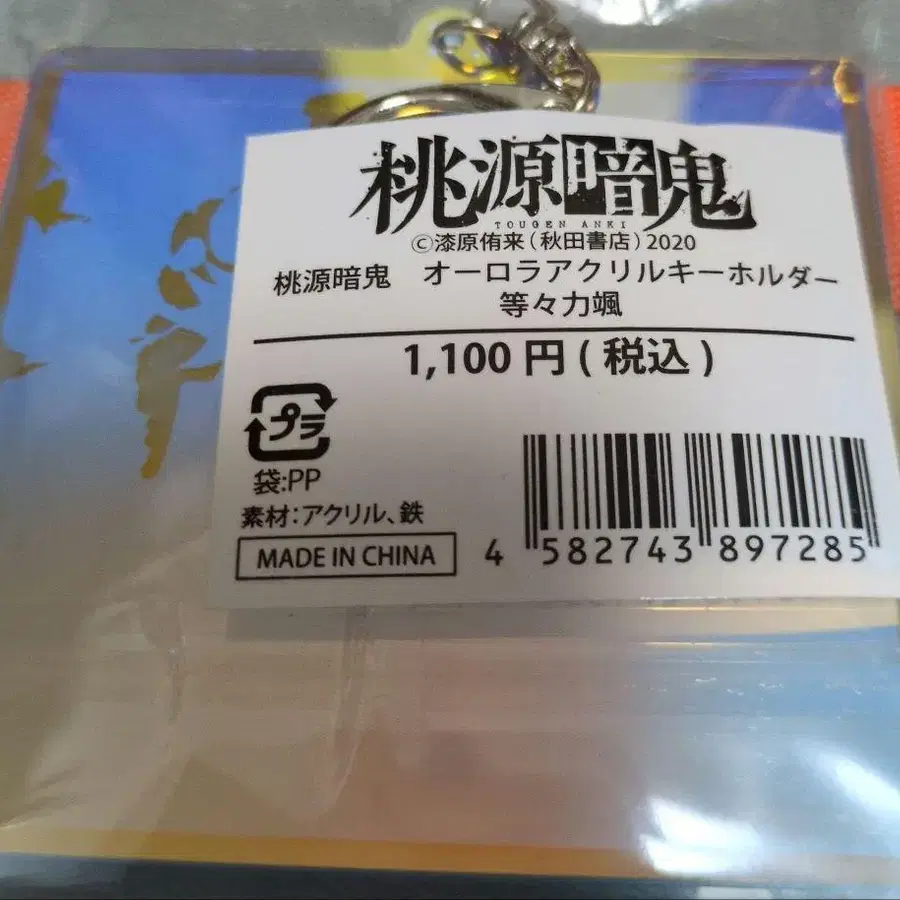 桃源暗鬼
TOUGEN ANKI
©漆原侑来(秋田書店)2020
桃源暗鬼　オーロラアクリルキーホルダー
等々力颯
1,100 円 ( 税込 )
プラ
袋:PP
素材:アクリル、鉄
MADE IN CHINA
4 582743 897285